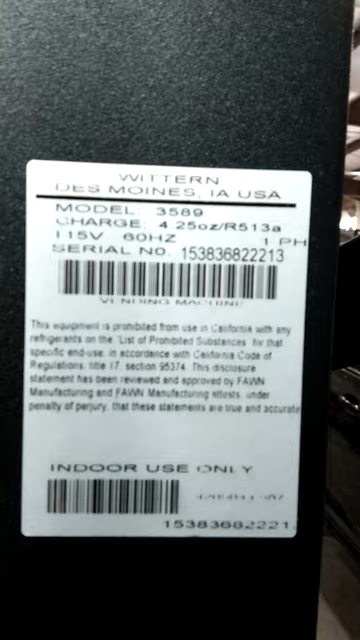 WITTERN
DES MOINES, IA USA
MODEL: 3589
CHARGE: 4.25oz/R513a
115V 60HZ 1 PH
SERIAL NO. 153836822213
VENDING MACHINE
This equipment is prohibited from use in California with any
refrigerants on the "List of Prohibited Substances" for that
specific end-use, in accordance with California Code of
Regulations, title 17, section 95374. This disclosure
statement has been reviewed and approved by FAWN
Manufacturing and FAWN Manufacturing attests, under
penalty of perjury, that these statements are true and accurate
INDOOR USE ONLY
15383682221